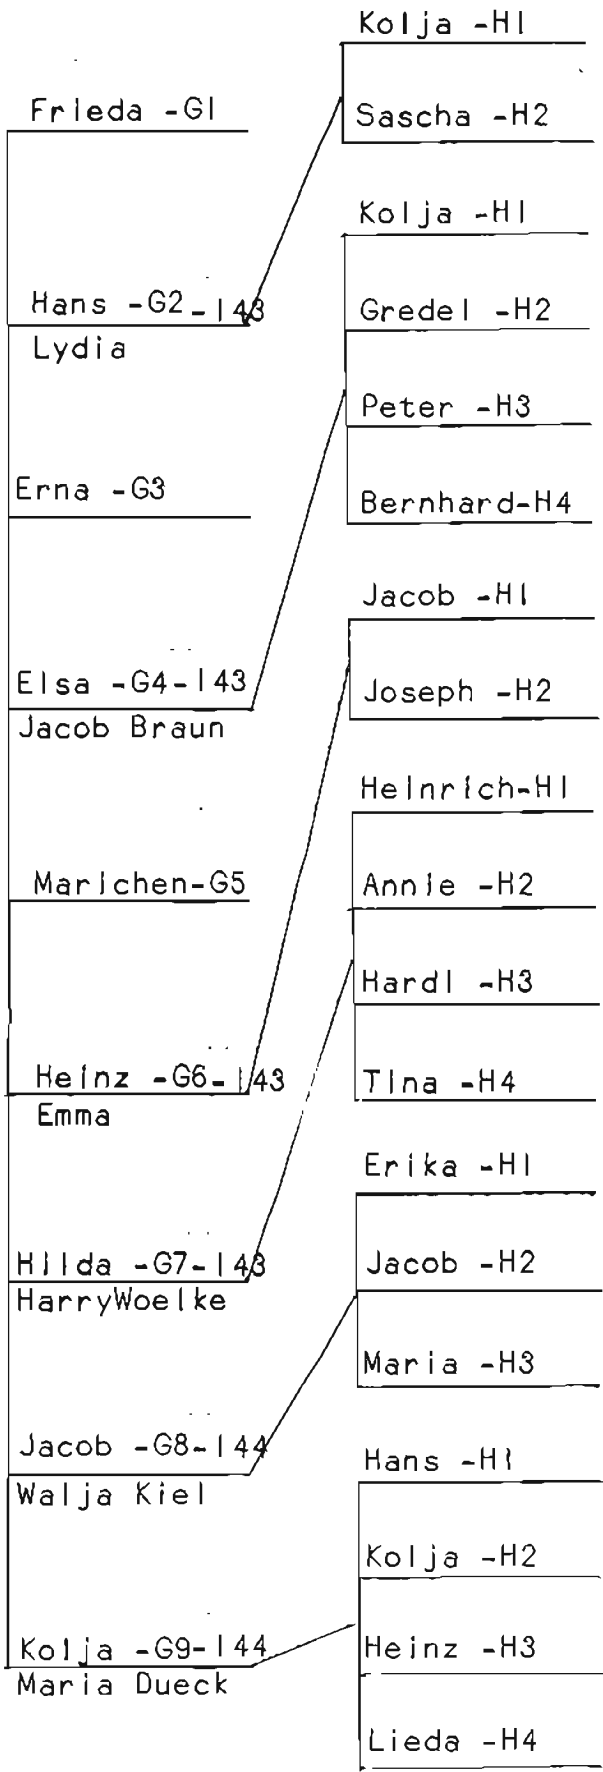 Kolja -H1
Frieda -G1
Sascha -H2
Kolja -H1
Hans -G2-143
Lydia
Gredel -H2
Peter -H3
Erna -G3
Bernhard-H4
Jacob -H1
Elsa -G4-143
Jacob Braun
Joseph -H2
Heinrich-H1
Marichen-G5
Annie -H2
Hardi -H3
Heinz -G6-143
Emma
Tina -H4
Erika -H1
Hilda -G7-143
HarryWoelke
Jacob -H2
Maria -H3
Jacob -G8-144
Walja Kiel
Hans -H1
Kolja -H2
Kolja -G9-144
Maria Dueck
Heinz -H3
Lieda -H4